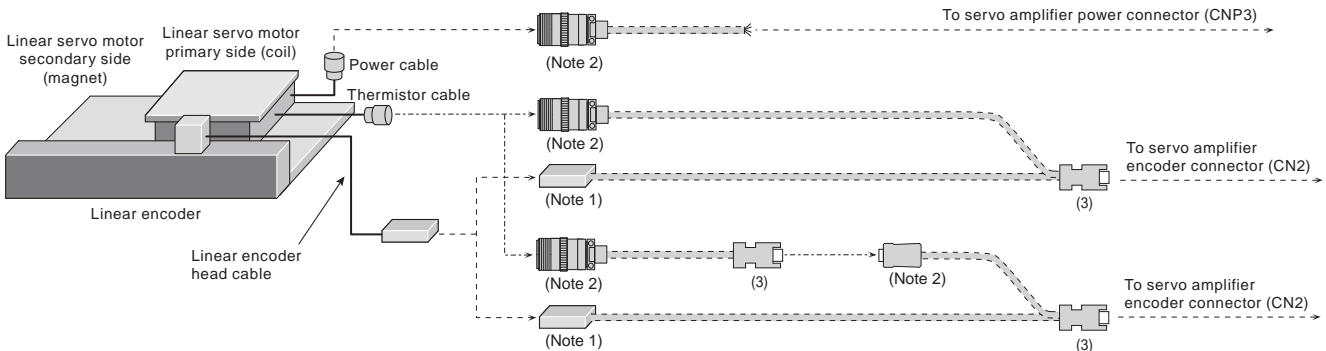 To servo amplifier power connector (CNP3)
Linear servo motor
secondary side
(magnet)
Linear servo motor
primary side (coil)
Power cable
(Note 2)
Thermistor cable
(Note 2)
To servo amplifier
encoder connector (CN2)
(Note 1)
(3)
Linear encoder
Linear encoder
head cable
(Note 2)
(3)
(Note 2)
To servo amplifier
encoder connector (CN2)
(Note 1)
(3)